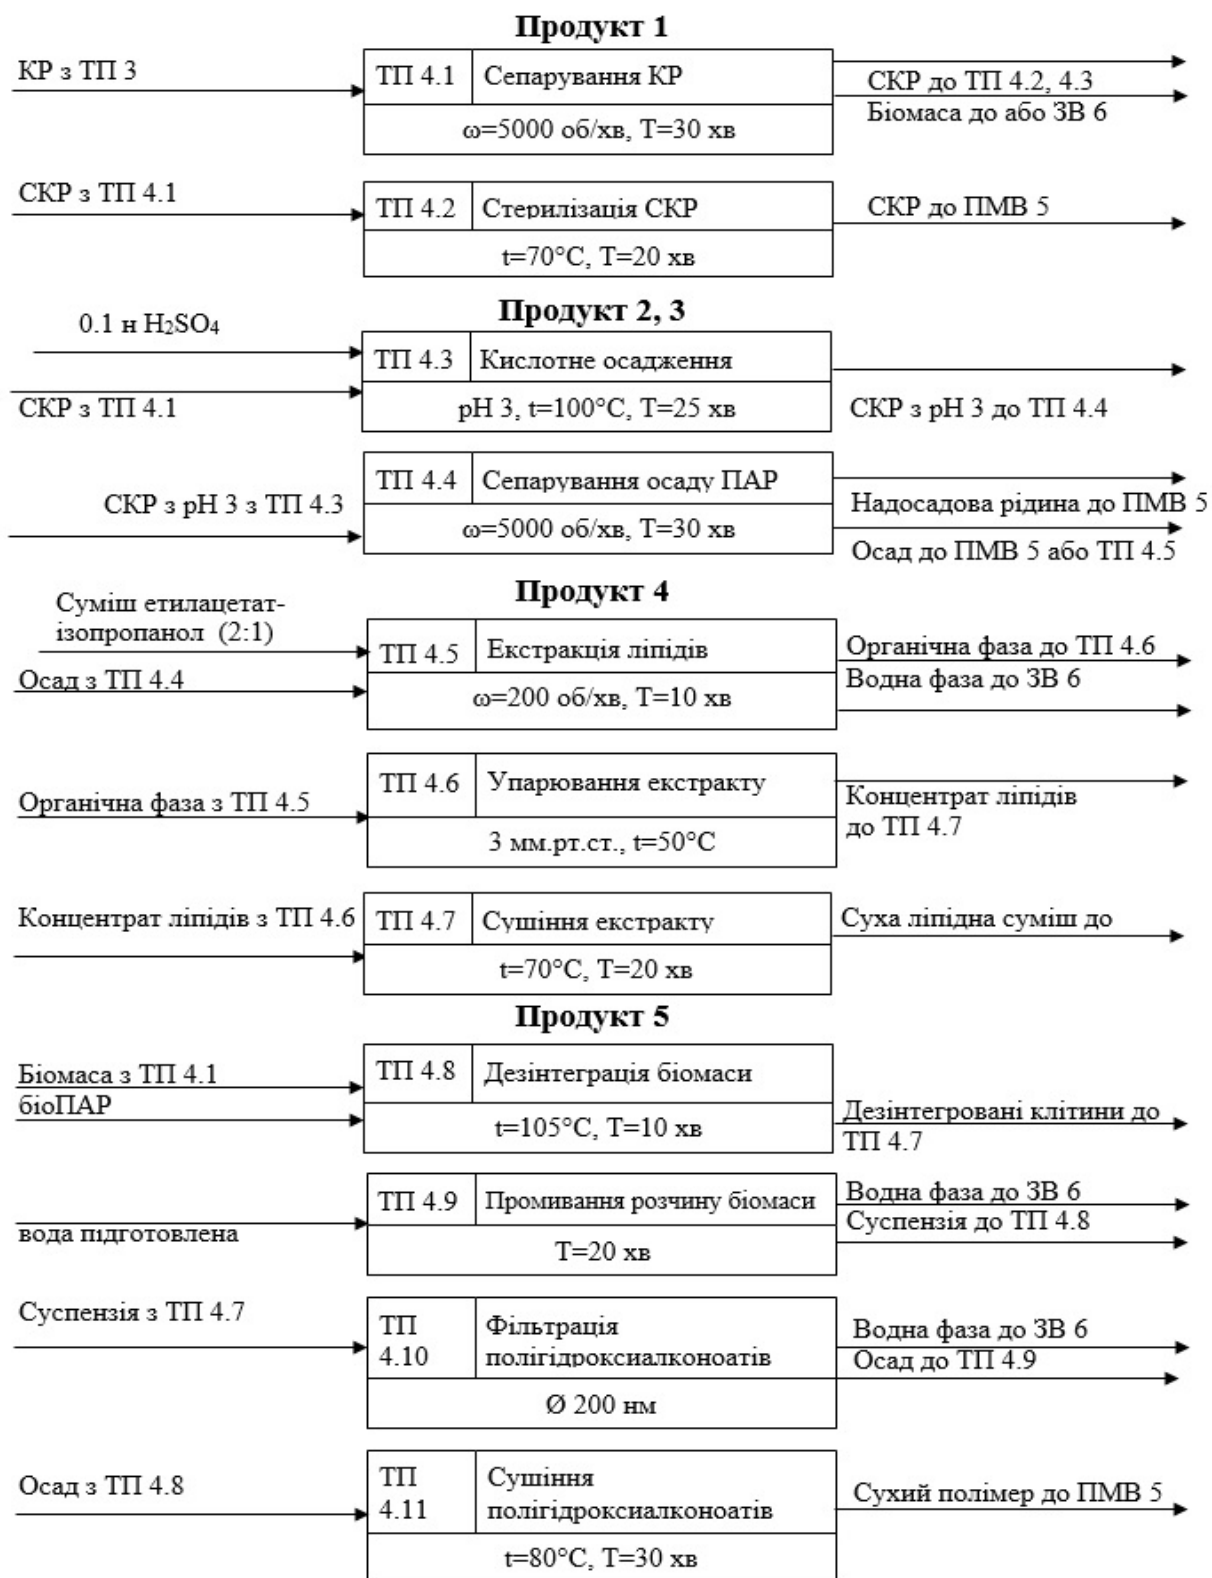 Продукт 1
КР з ТП 3
ТП 4.1
Сепарування КР
ω=5000 об/хв, T=30 хв
СКР до ТП 4.2, 4.3
Біомаса до або ЗВ 6
СКР з ТП 4.1
ТП 4.2
Стерилізація СКР
t=70°C, T=20 хв
СКР до ПМВ 5
Продукт 2, 3
0.1 н H₂SO₄
СКР з ТП 4.1
ТП 4.3
Кислотне осадження
pH 3, t=100°C, T=25 хв
СКР з pH 3 до ТП 4.4
СКР з pH 3 з ТП 4.3
ТП 4.4
Сепарування осаду ПАР
ω=5000 об/хв, T=30 хв
Надосадова рідина до ПМВ 5
Осад до ПМВ 5 або ТП 4.5
Продукт 4
Суміш етилацетат-
ізопропанол (2:1)
Осад з ТП 4.4
ТП 4.5
Екстракція ліпідів
ω=200 об/хв, T=10 хв
Органічна фаза до ТП 4.6
Водна фаза до ЗВ 6
Органічна фаза з ТП 4.5
ТП 4.6
Упарювання екстракту
3 мм.рт.ст., t=50°C
Концентрат ліпідів
до ТП 4.7
Концентрат ліпідів з ТП 4.6
ТП 4.7
Сушіння екстракту
t=70°C, T=20 хв
Суха ліпідна суміш до
Продукт 5
Біомаса з ТП 4.1
біоПАР
ТП 4.8
Дезінтеграція біомаси
t=105°C, T=10 хв
Дезінтегровані клітини до
ТП 4.7
вода підготовлена
ТП 4.9
Промивання розчину біомаси
T=20 хв
Водна фаза до ЗВ 6
Суспензія до ТП 4.8
Суспензія з ТП 4.7
ТП
4.10
Фільтрація
полігідроксиалконоатів
Ø 200 нм
Водна фаза до ЗВ 6
Осад до ТП 4.9
Осад з ТП 4.8
ТП
4.11
Сушіння
полігідроксиалконоатів
t=80°C, T=30 хв
Сухий полімер до ПМВ 5